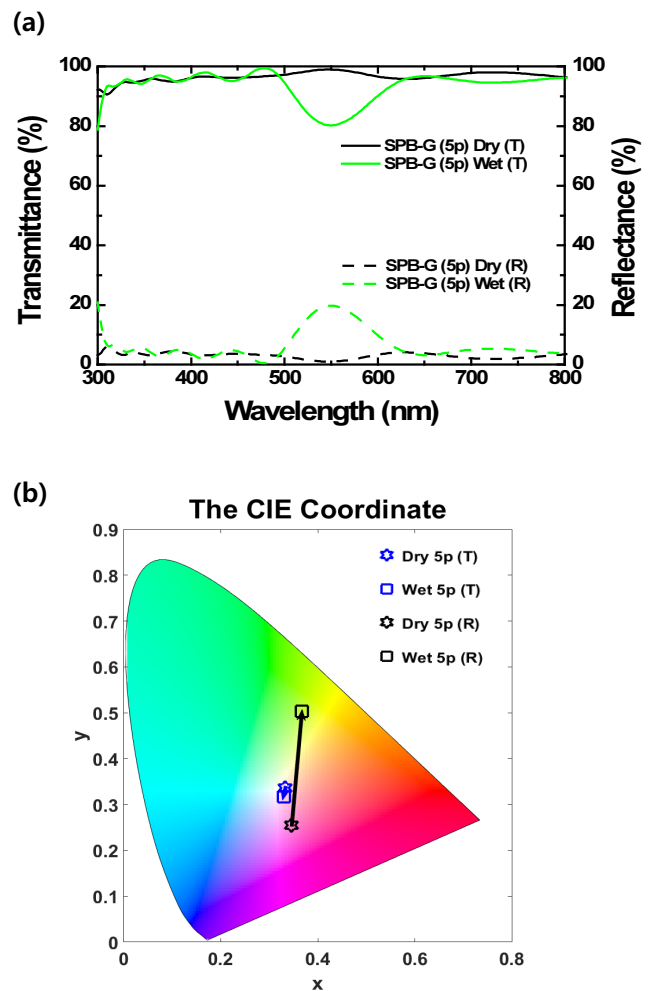 (a)
100
80
60
40
20
0
Transmittance (%)
SPB-G (5p) Dry (T)
SPB-G (5p) Wet (T)
SPB-G (5p) Dry (R)
SPB-G (5p) Wet (R)
100
80
60
40
20
0
Reflectance (%)
300 400 500 600 700 800
Wavelength (nm)
(b)
The CIE Coordinate
0.9
0.8
0.7
0.6
0.5
0.4
0.3
0.2
0.1
0
y
Dry 5p (T)
Wet 5p (T)
Dry 5p (R)
Wet 5p (R)
0 0.2 0.4 0.6 0.8
x